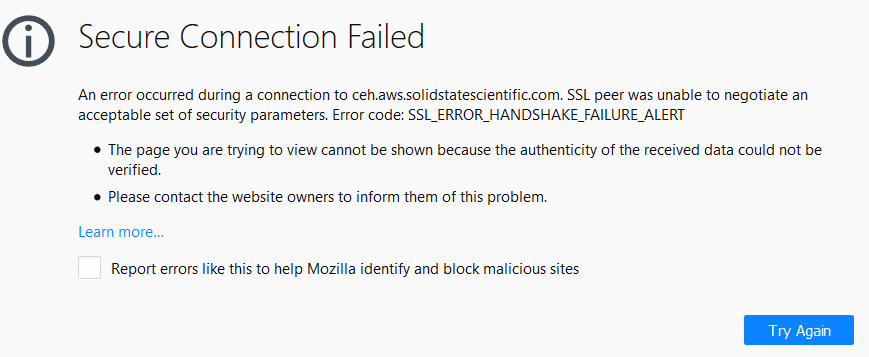 Secure Connection Failed
An error occurred during a connection to ceh.aws.solidstatescientific.com. SSL peer was unable to negotiate an
acceptable set of security parameters. Error code: SSL_ERROR_HANDSHAKE_FAILURE_ALERT
• The page you are trying to view cannot be shown because the authenticity of the received data could not be
verified.
• Please contact the website owners to inform them of this problem.
Learn more...
Report errors like this to help Mozilla identify and block malicious sites
Try Again